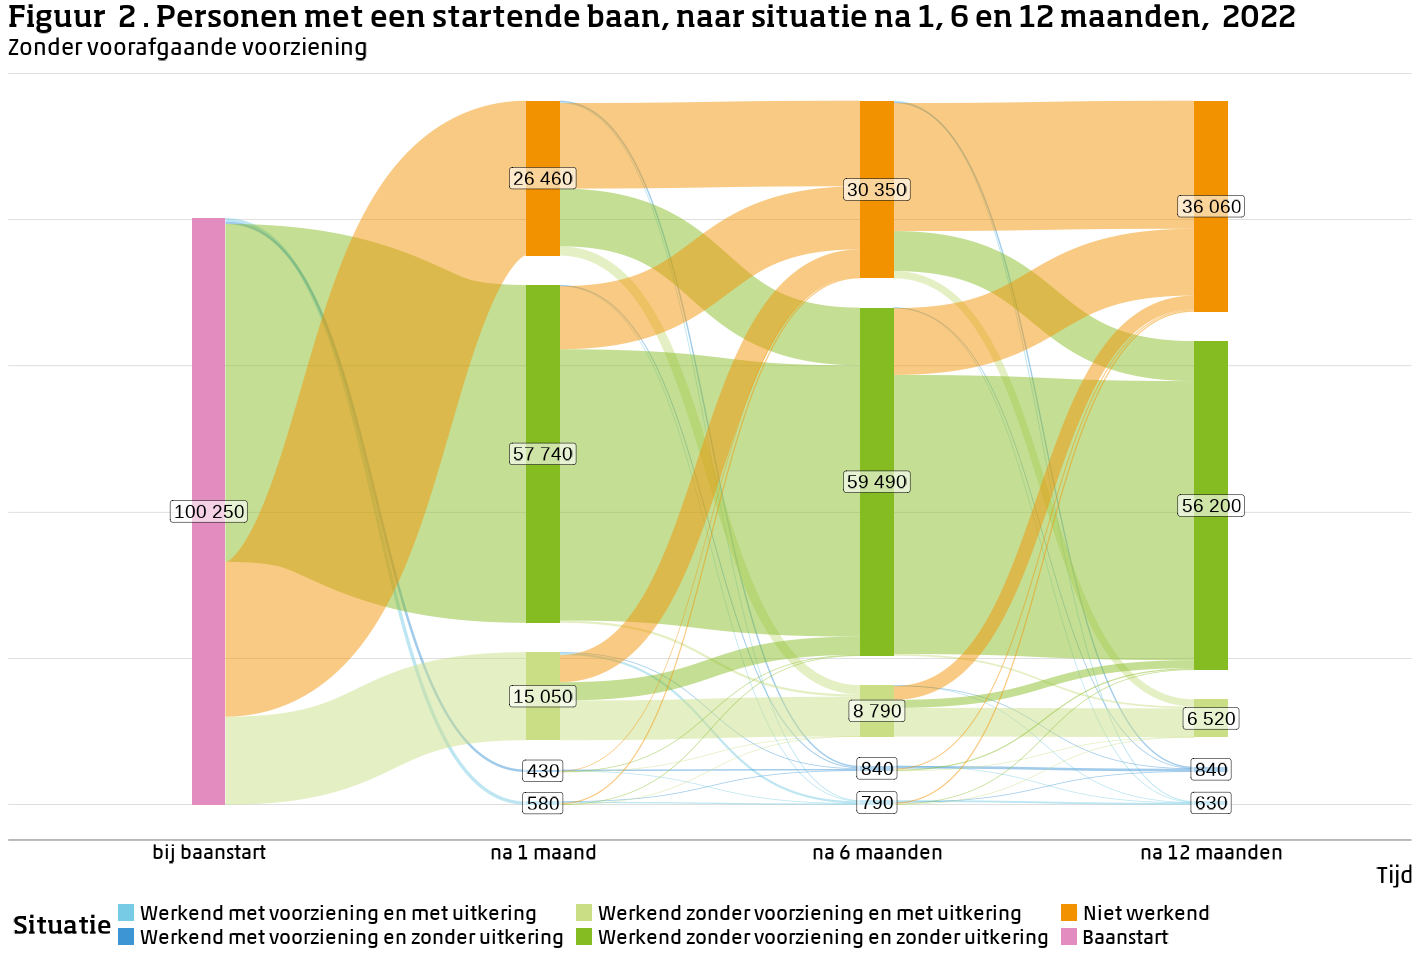 Figuur 2 . Personen met een startende baan, naar situatie na 1, 6 en 12 maanden, 2022
Zonder voorafgaande voorziening
26 460
30 350
36 060
57 740
59 490
56 200
100 250
15 050
8 790
6 520
430
840
840
580
790
630
bij baanstart
na 1 maand
na 6 maanden
na 12 maanden
Tijd
Situatie
Werkend met voorziening en met uitkering
Werkend zonder voorziening en met uitkering
Niet werkend
Werkend met voorziening en zonder uitkering
Werkend zonder voorziening en zonder uitkering
Baanstart